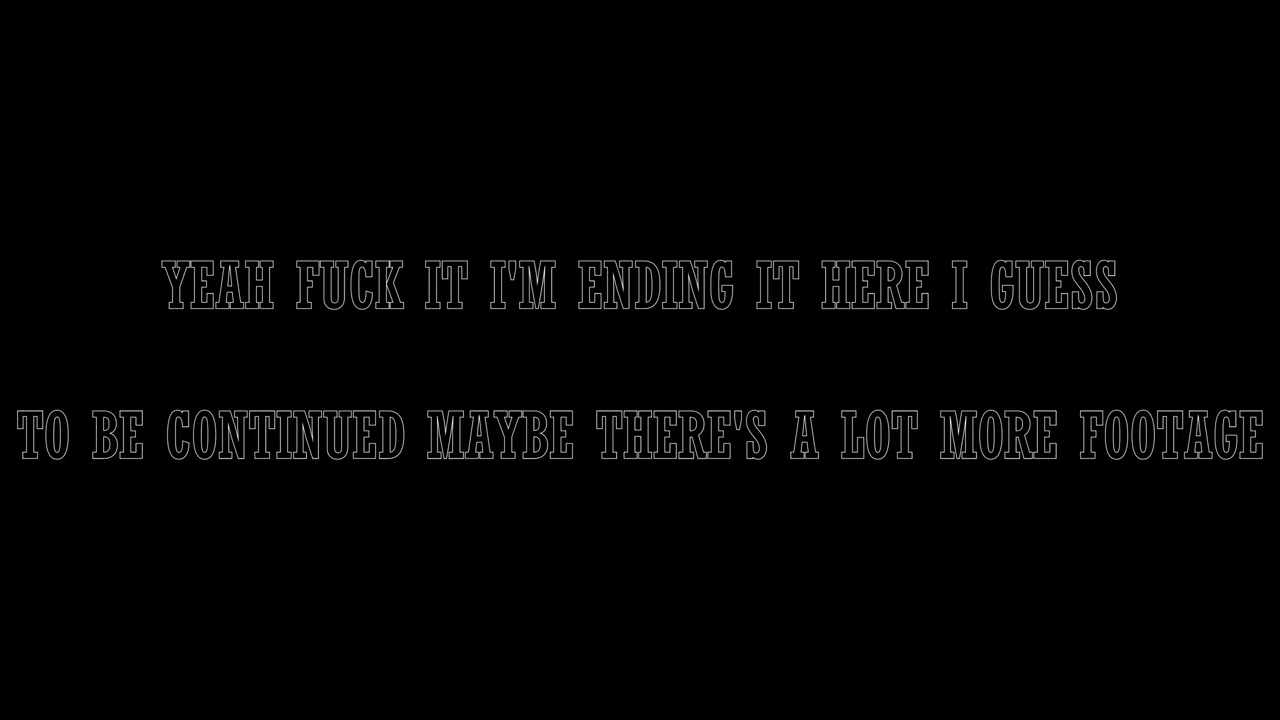 YEAH FUCK IT I'M ENDING IT HERE I GUESS
TO BE CONTINUED MAYBE THERE'S A LOT MORE FOOTAGE